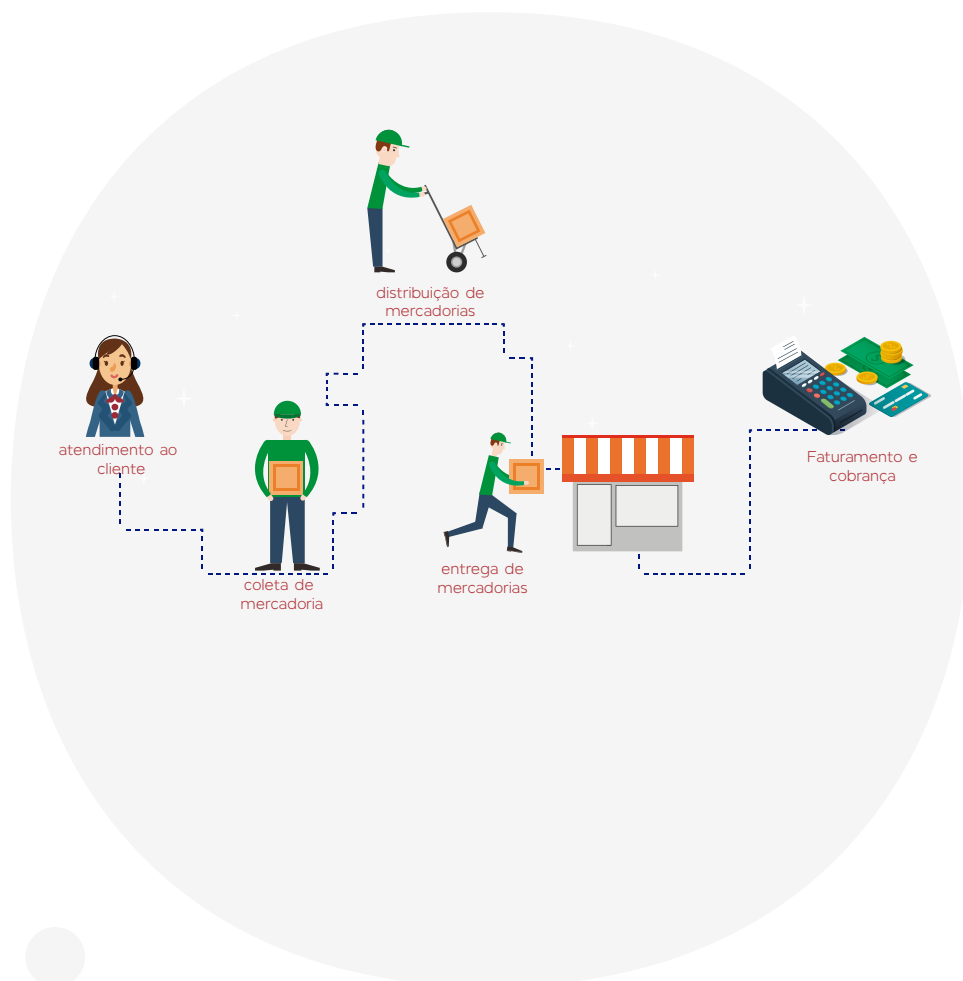 distribuição de
mercadorias
atendimento ao
cliente
Faturamento e
cobrança
entrega de
mercadorias
coleta de
mercadoria